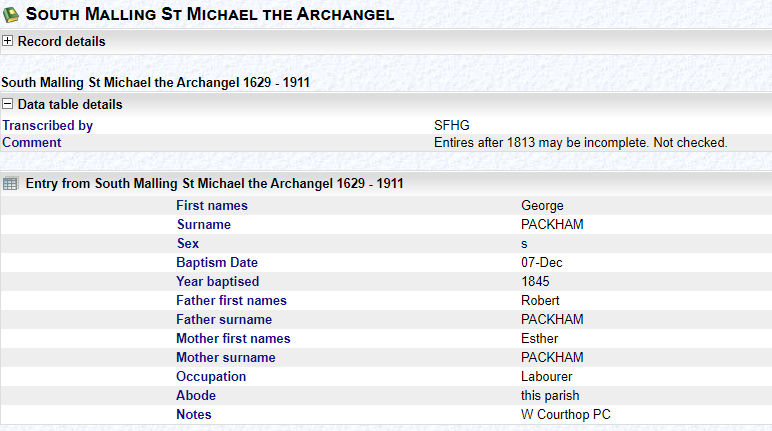 SOUTH MALLING ST MICHAEL THE ARCHANGEL
Record details
South Malling St Michael the Archangel 1629 - 1911
Data table details
Transcribed by SFHG
Comment Entires after 1813 may be incomplete. Not checked.
Entry from South Malling St Michael the Archangel 1629 - 1911
First names George
Surname PACKHAM
Sex s
Baptism Date 07-Dec
Year baptised 1845
Father first names Robert
Father surname PACKHAM
Mother first names Esther
Mother surname PACKHAM
Occupation Labourer
Abode this parish
Notes W Courthop PC